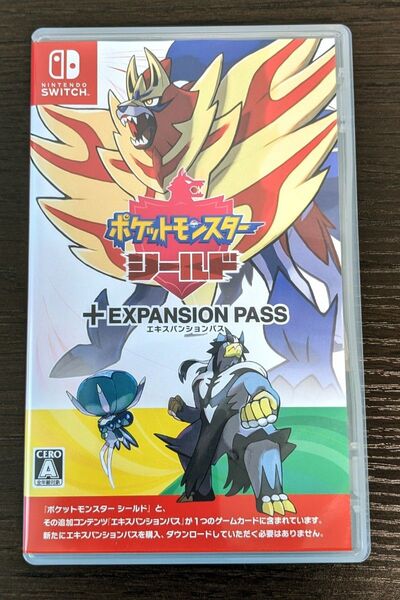 NINTENDO
SWITCH™
ポケットモンスター
シールド
+EXPANSION PASS
エキスパンションパス
CERO
A
全年齢対象
『ポケットモンスター シールド』と、
その追加コンテンツ「エキスパンションパス」が1つのゲームカードに含まれています。
新たにエキスパンションパスを購入、ダウンロードしていただく必要はありません。